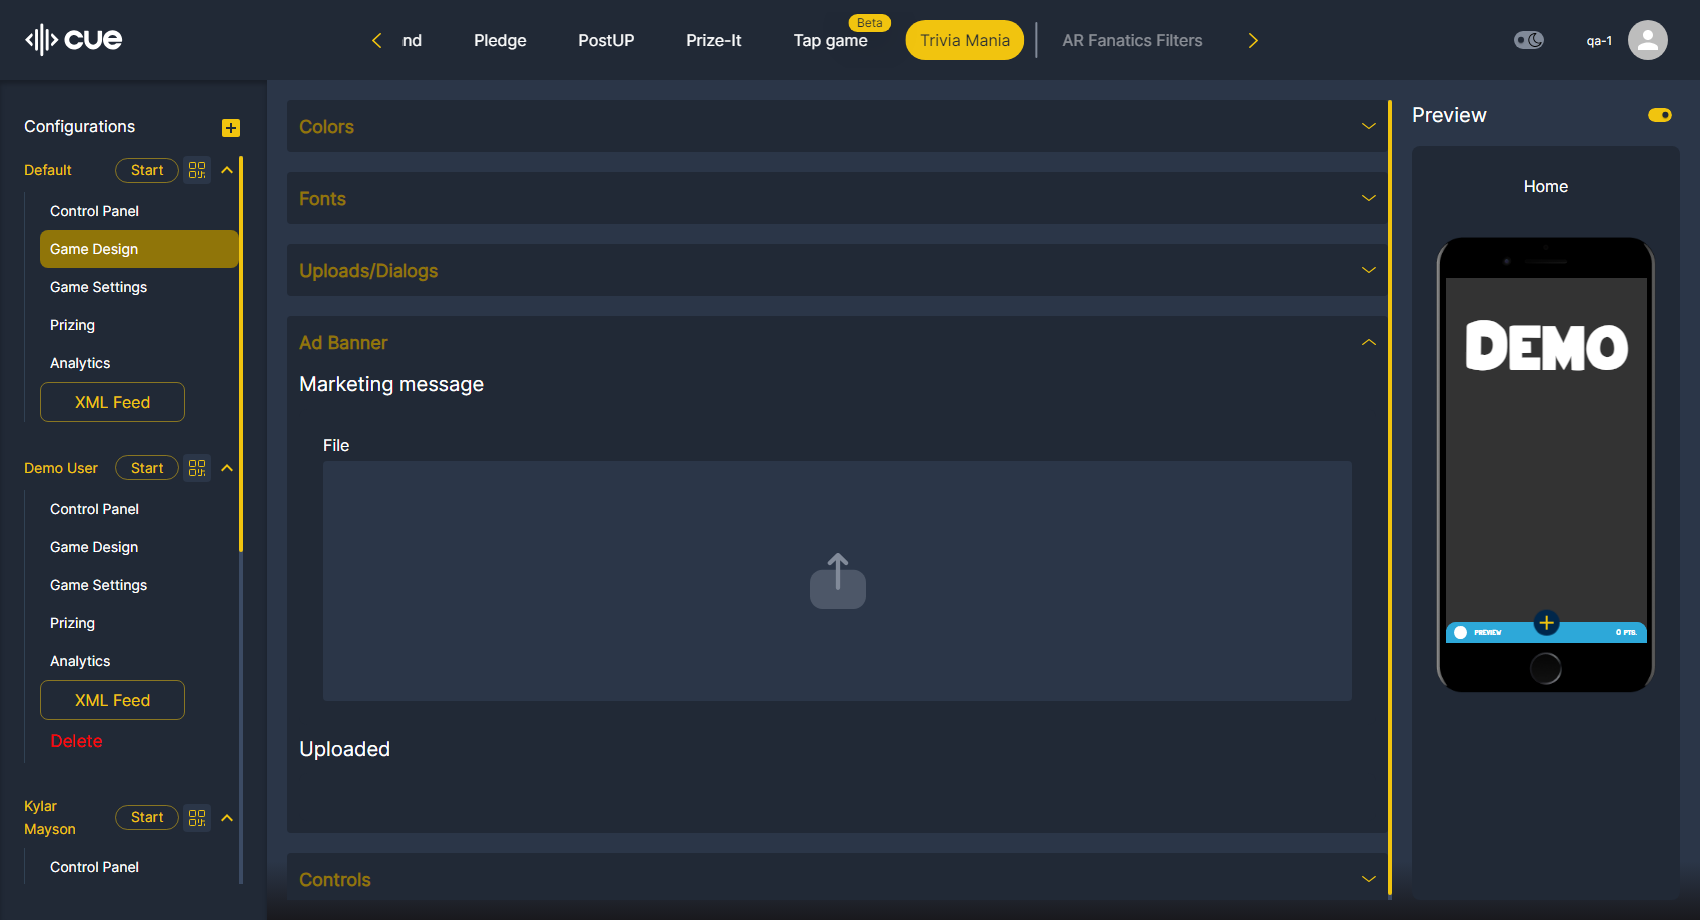 cue
nd
Pledge
PostUP
Prize-It
Tap game
Beta
Trivia Mania
AR Fanatics Filters
qa-1
Configurations
Default
Start
Control Panel
Game Design
Game Settings
Prizing
Analytics
XML Feed
Demo User
Start
Control Panel
Game Design
Game Settings
Prizing
Analytics
XML Feed
Delete
Kylar
Mayson
Start
Control Panel
Colors
Fonts
Uploads/Dialogs
Ad Banner
Marketing message
File
Uploaded
Controls
Preview
Home
DEMO
PREVIEW
0 PTS.